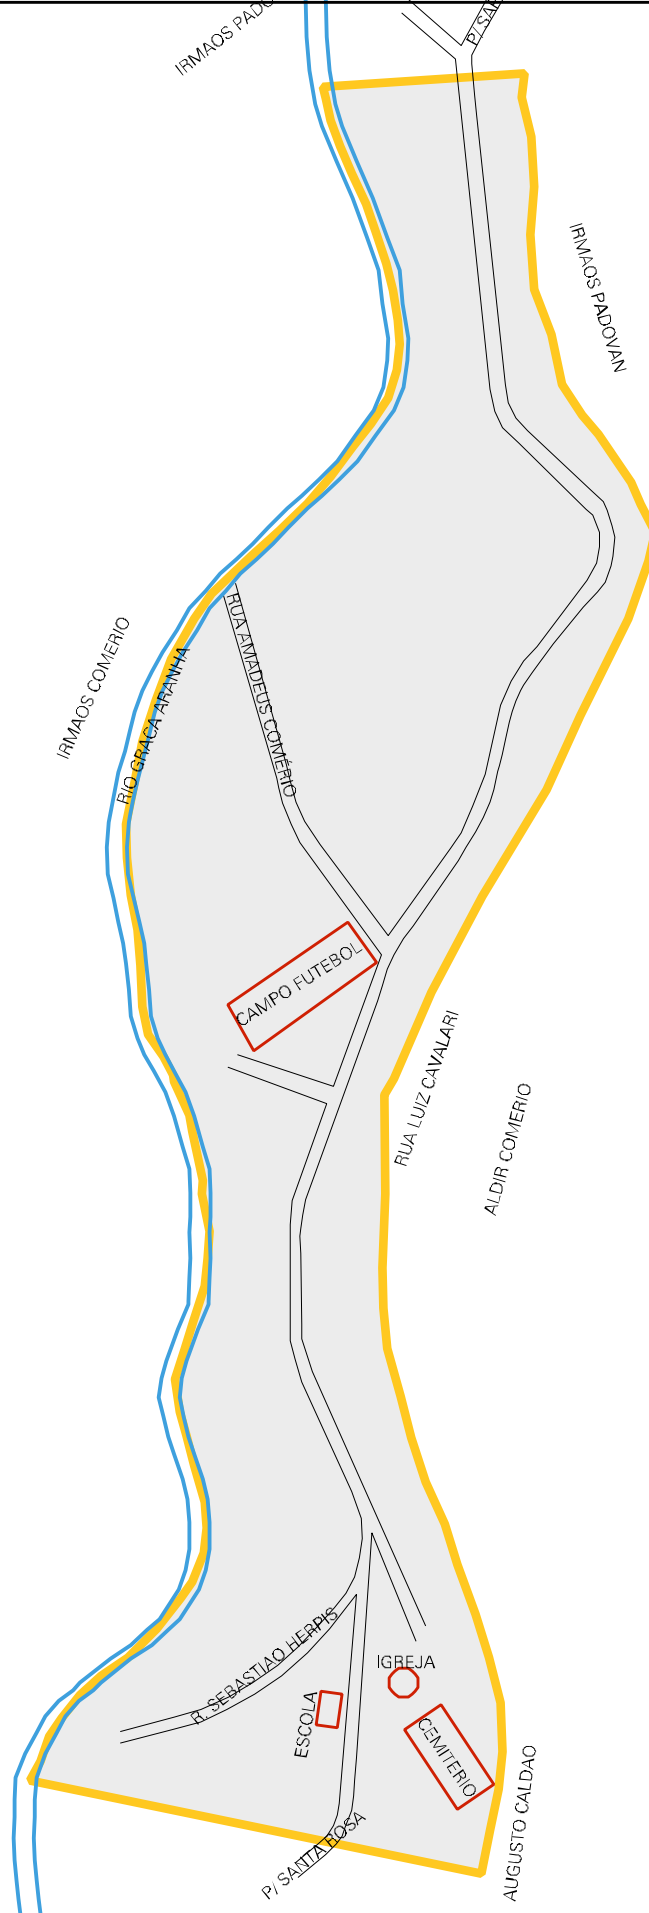 IRMAOS PADO
P/ SAB
IRMAOS PADOVAN
RUA AMADEUS COMÉRIO
IRMAOS COMERIO
RIO GRAÇA ARANHA
CAMPO FUTEBOL
RUA LUIZ CAVALARI
ALDIR COMERIO
R. SEBASTIAO HERPIS
IGREJA
ESCOLA
CEMITERIO
AUGUSTO CALDAO
P/ SANTA ROSA